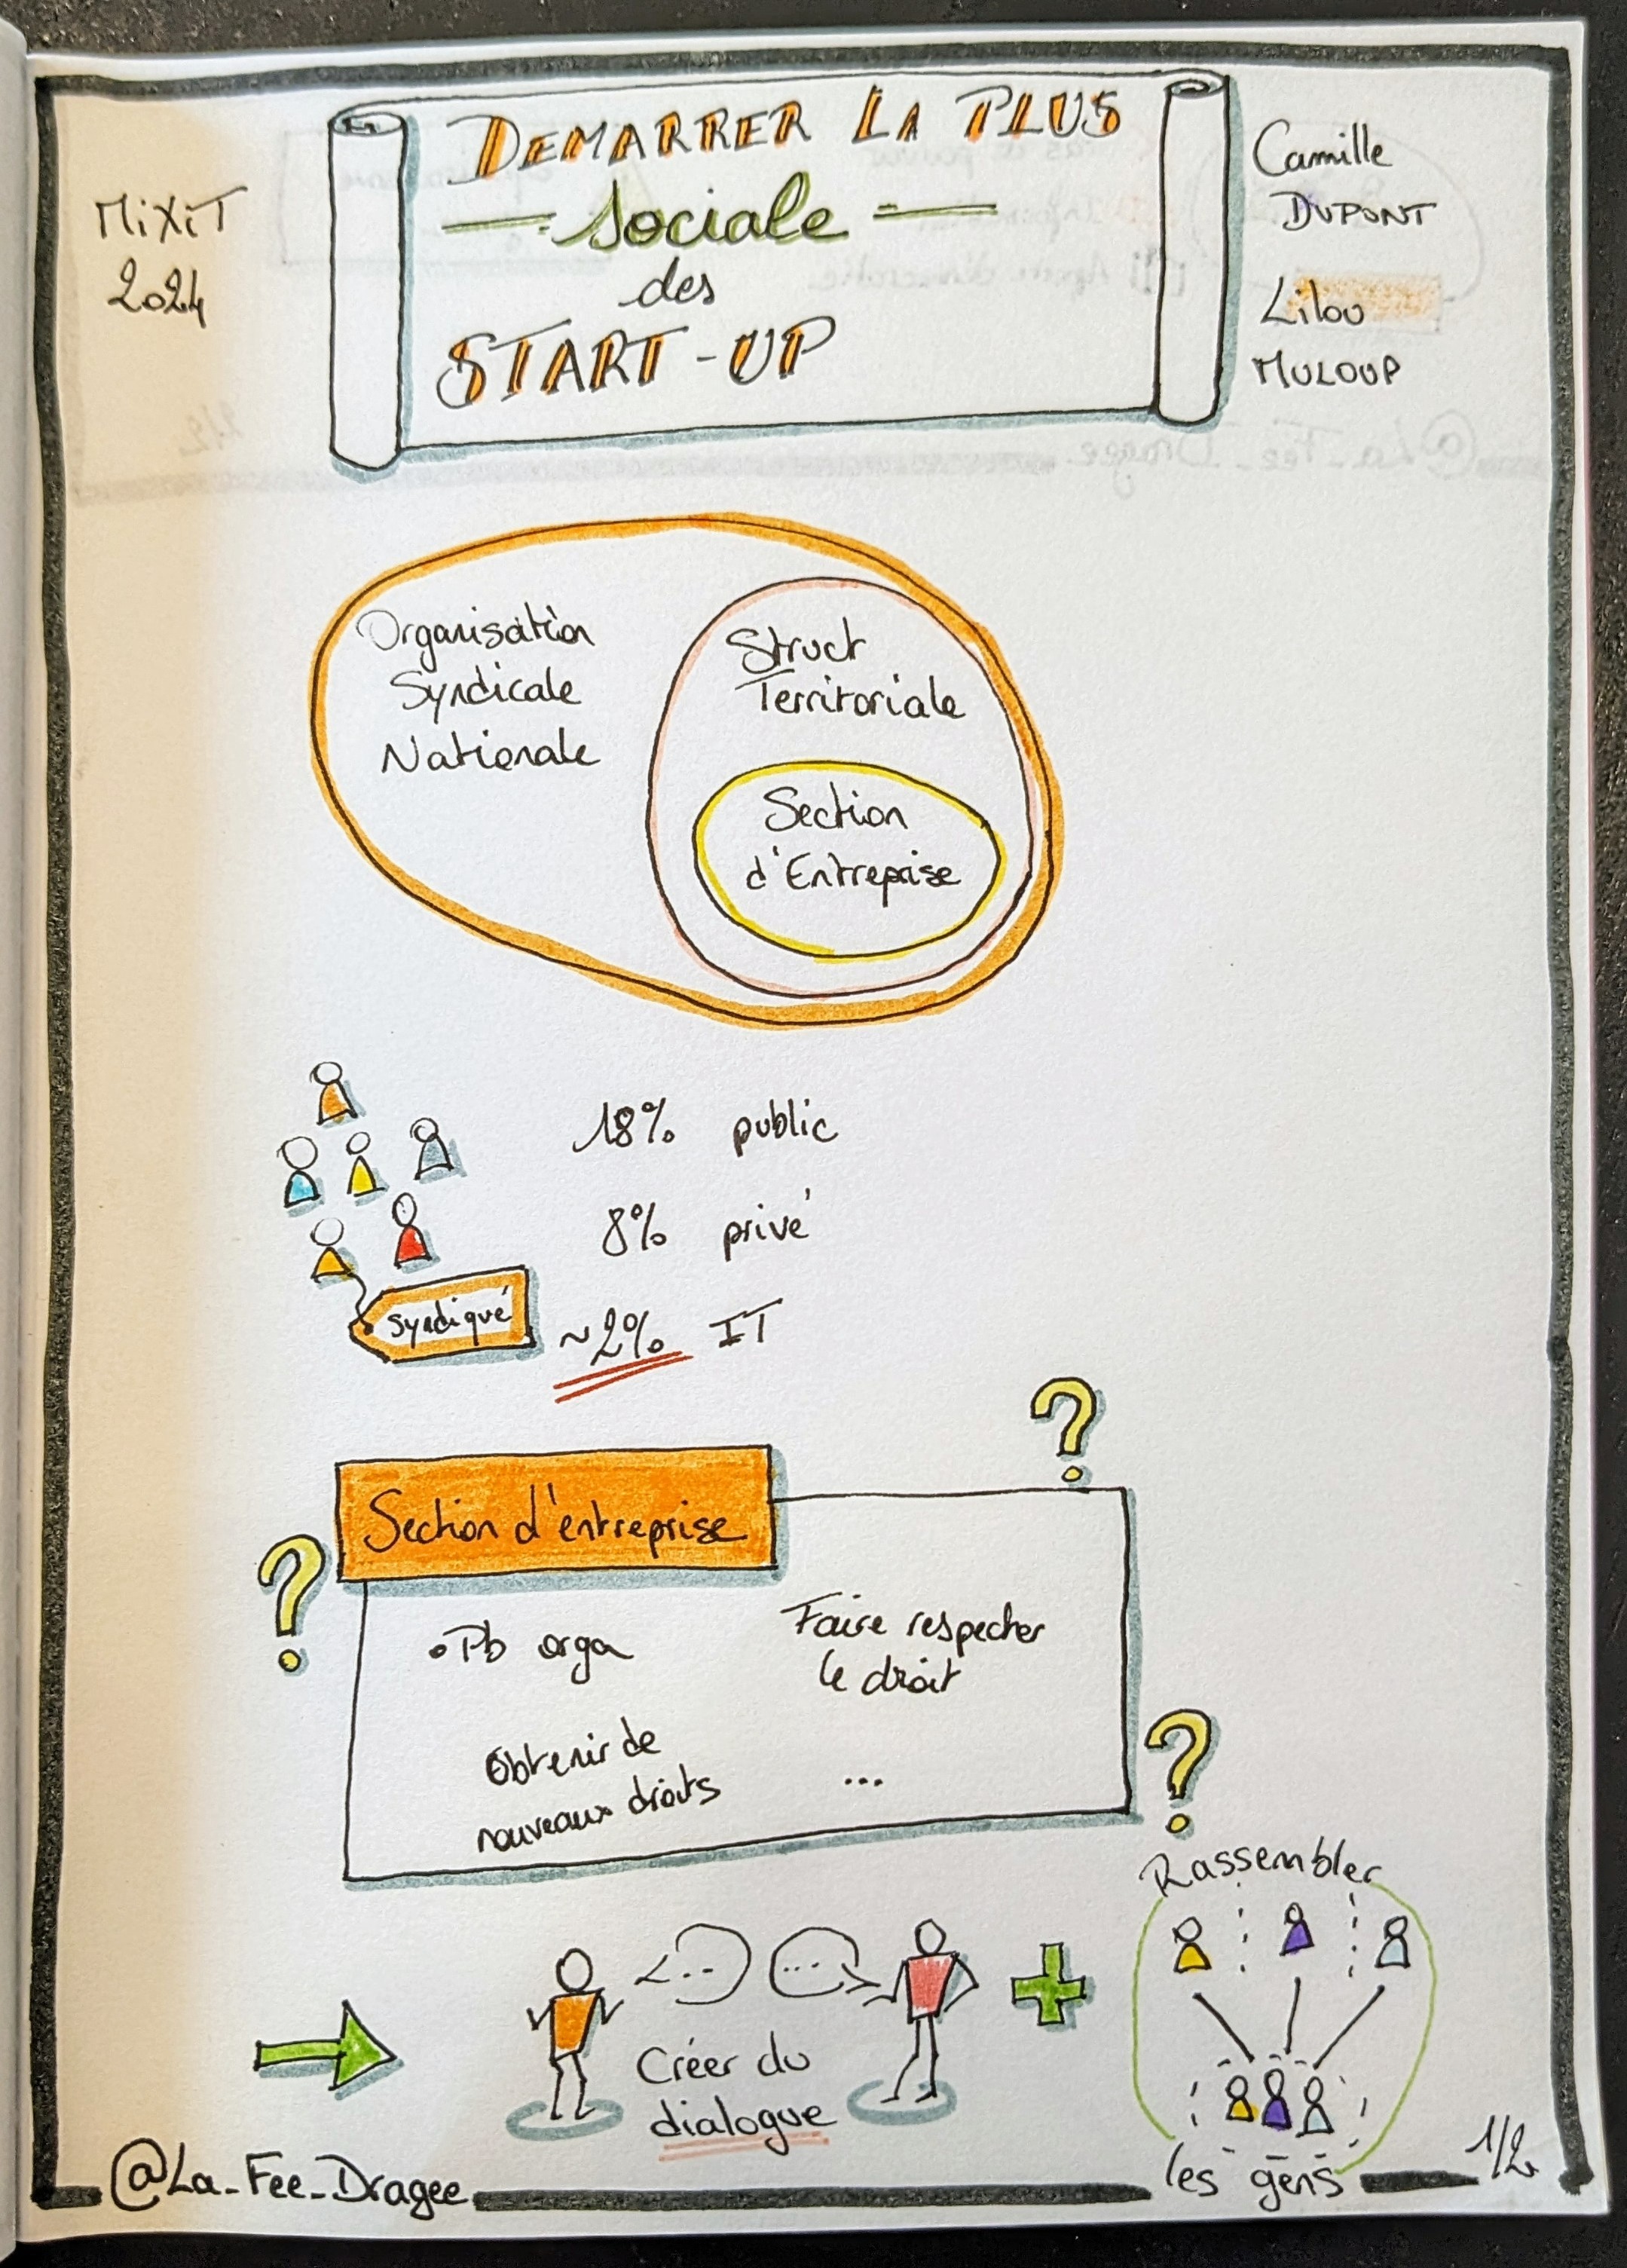 MiXiT
2024
DEMARRER LA PLUS
sociale
des
START-UP
Camille
DUPONT
Lilou
MULOUP
Organisation
Syndicale
Nationale
Struct
Territoriale
Section
d'Entreprise
18% public
8% privé
syndiqué
~2% IT
?
Section d'entreprise
?
• Pb orga
Faire respecter
le droit
Obtenir de
nouveaux droits
...
?
Rassembler
...
...
Créer du
dialogue
les gens
@La_Fee_Dragee
1/2